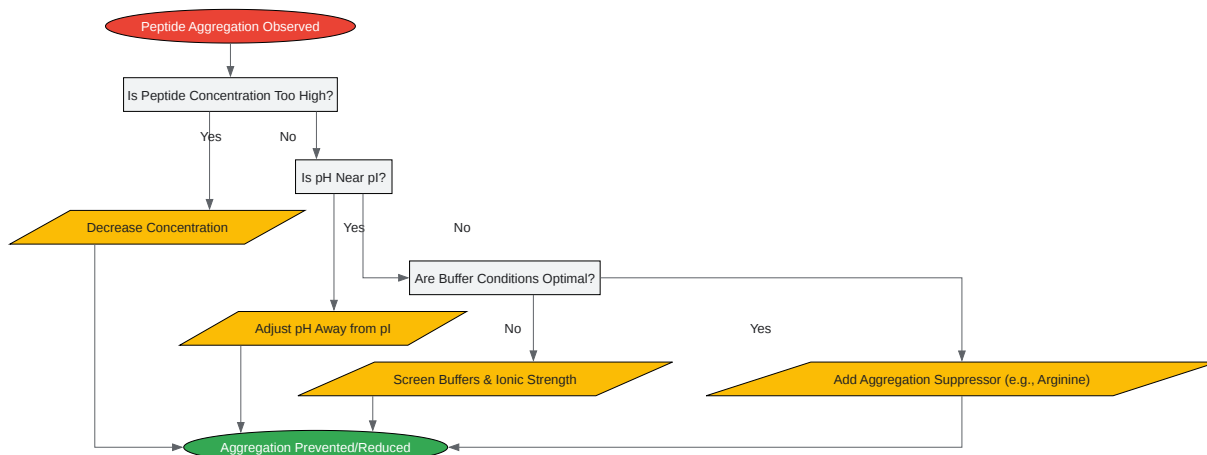 Peptide Aggregation Observed
Is Peptide Concentration Too High?
Yes
No
Is pH Near pI?
Decrease Concentration
Yes
No
Are Buffer Conditions Optimal?
Adjust pH Away from pI
No
Yes
Screen Buffers & Ionic Strength
Add Aggregation Suppressor (e.g., Arginine)
Aggregation Prevented/Reduced